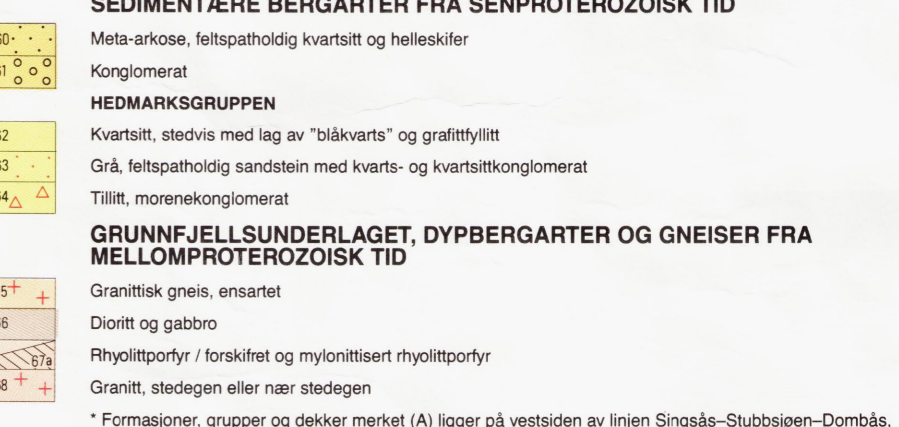 SEDIMENTÆRE BERGARTER FRA SENPROTEROZOISK TID
Meta-arkose, feltspatholdig kvartsitt og helleskifer
Konglomerat
HEDMARKSGRUPPEN
Kvartsitt, stedvis med lag av "blåkvarts" og grafittfyllitt
Grå, feltspatholdig sandstein med kvarts- og kvartsittkonglomerat
Tillitt, morenekonglomerat
GRUNNFJELLSUNDERLAGET, DYPBERGARTER OG GNEISER FRA
MELLOMPROTEROZOISK TID
Granittisk gneis, ensartet
Dioritt og gabbro
67a Rhyolittporfyr / forskifret og mylonittisert rhyolittporfyr
Granitt, stedegen eller nær stedegen
* Formasjoner, grupper og dekker merket (A) ligger på vestsiden av linjen Singsås–Stubbsjøen–Dombås,